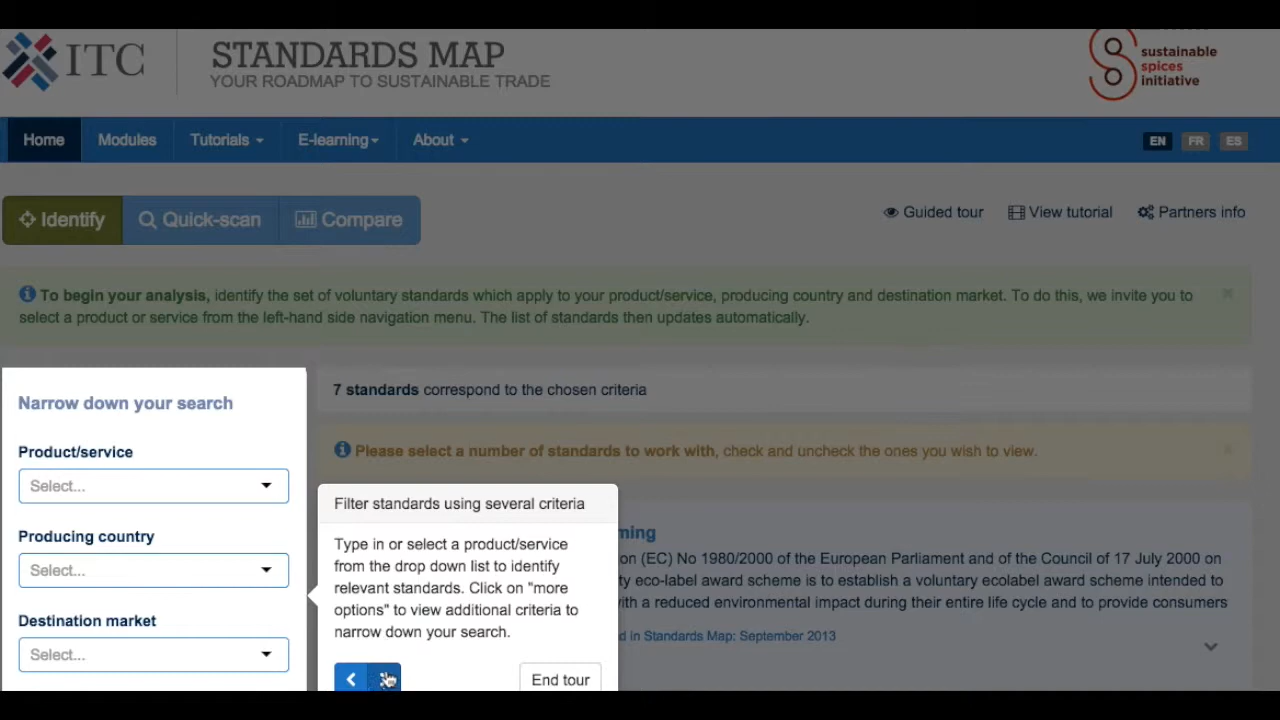 ITC
STANDARDS MAP
YOUR ROADMAP TO SUSTAINABLE TRADE
sustainable
spices
initiative
Home Modules Tutorials E-learning About EN FR ES
Identify Quick-scan Compare Guided tour View tutorial Partners info
To begin your analysis, identify the set of voluntary standards which apply to your product/service, producing country and destination market. To do this, we invite you to
select a product or service from the left-hand side navigation menu. The list of standards then updates automatically.
Narrow down your search
Product/service
Select...
Producing country
Select...
Destination market
Select...
7 standards correspond to the chosen criteria
Please select a number of standards to work with, check and uncheck the ones you wish to view.
Filter standards using several criteria
Type in or select a product/service
from the drop down list to identify
relevant standards. Click on "more
options" to view additional criteria to
narrow down your search.
End tour
on (EC) No 1980/2000 of the European Parliament and of the Council of 17 July 2000 on
eco-label award scheme is to establish a voluntary ecolabel award scheme intended to
with a reduced environmental impact during their entire life cycle and to provide consumers
in Standards Map: September 2013